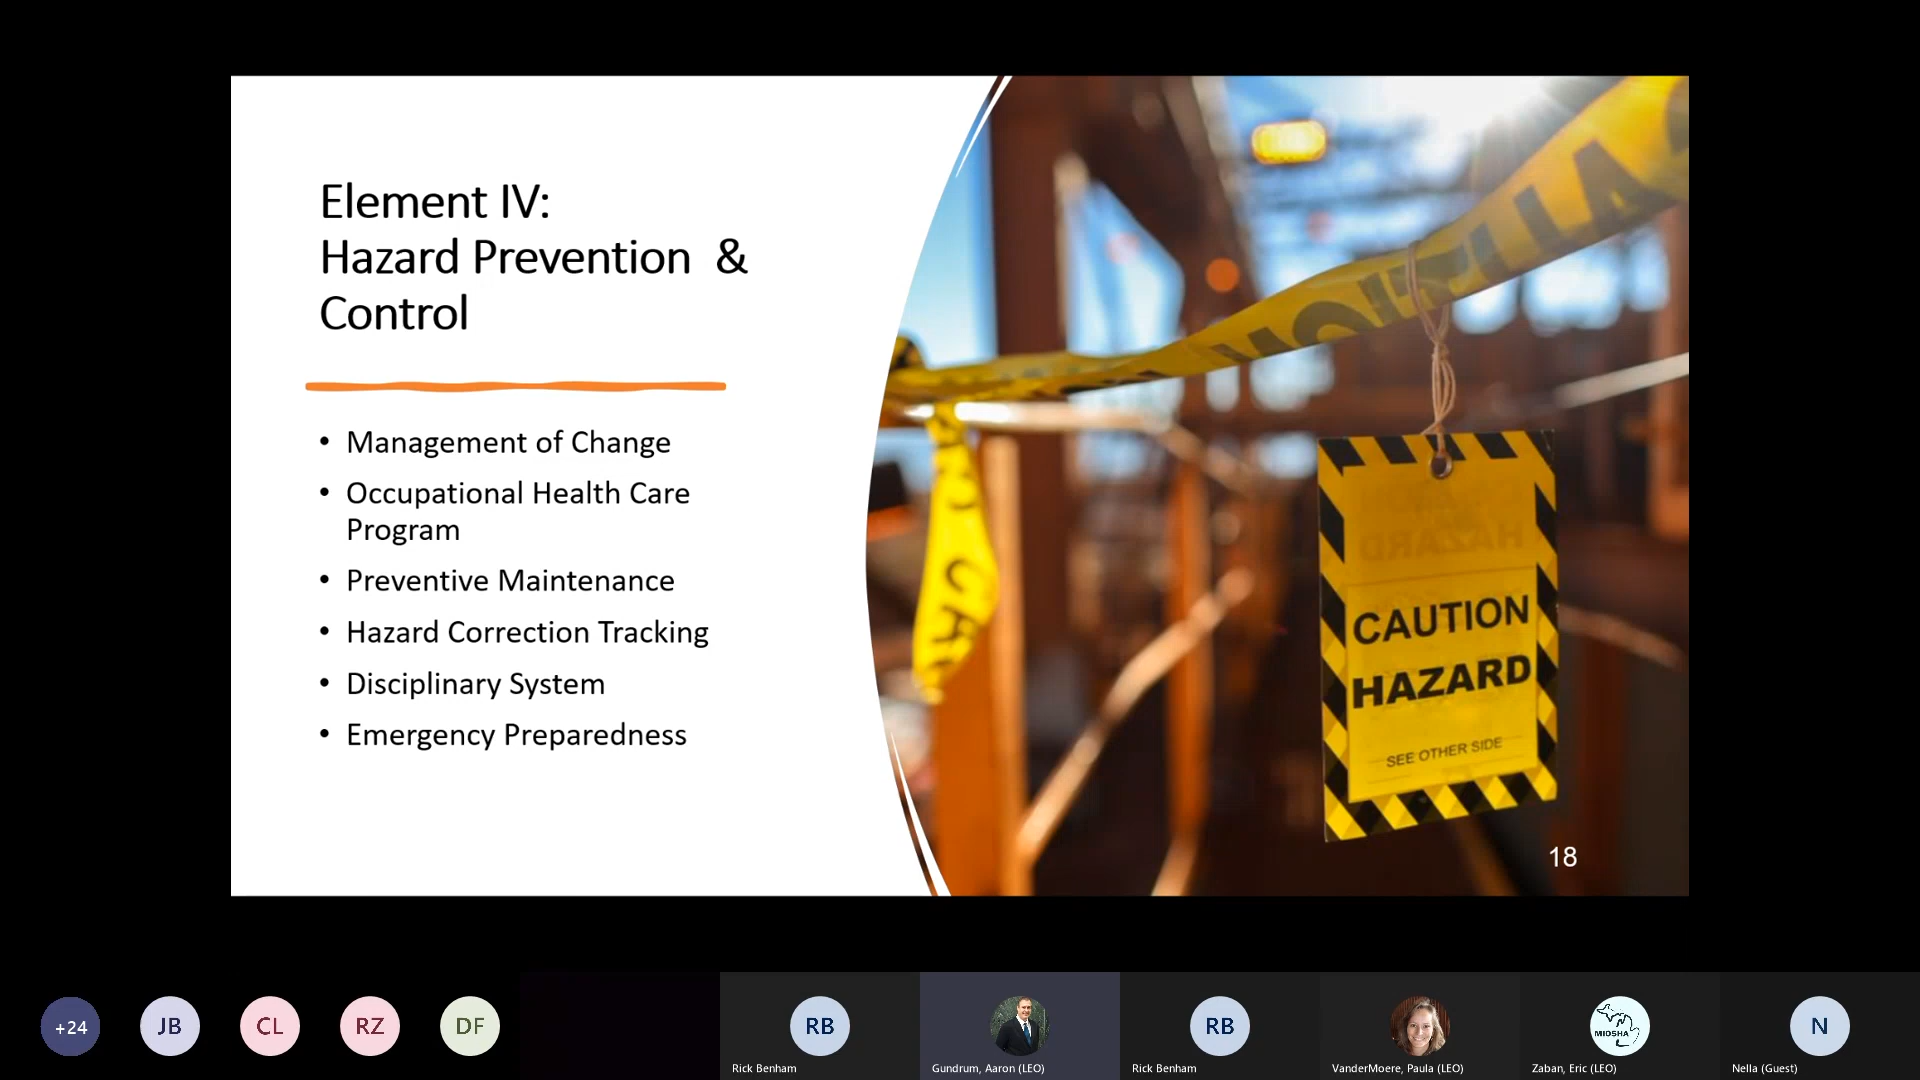 Element IV:
Hazard Prevention & 
Control
• Management of Change
• Occupational Health Care
Program
• Preventive Maintenance
• Hazard Correction Tracking
• Disciplinary System
• Emergency Preparedness
HAZARD
CAUTION
HAZARD
SEE OTHER SIDE
18
+24
JB
CL
RZ
DF
RB
RB
MIOSHA
N
Rick Benham
Gundrum, Aaron (LEO)
Rick Benham
VanderMoere, Paula (LEO)
Zaban, Eric (LEO)
Nella (Guest)